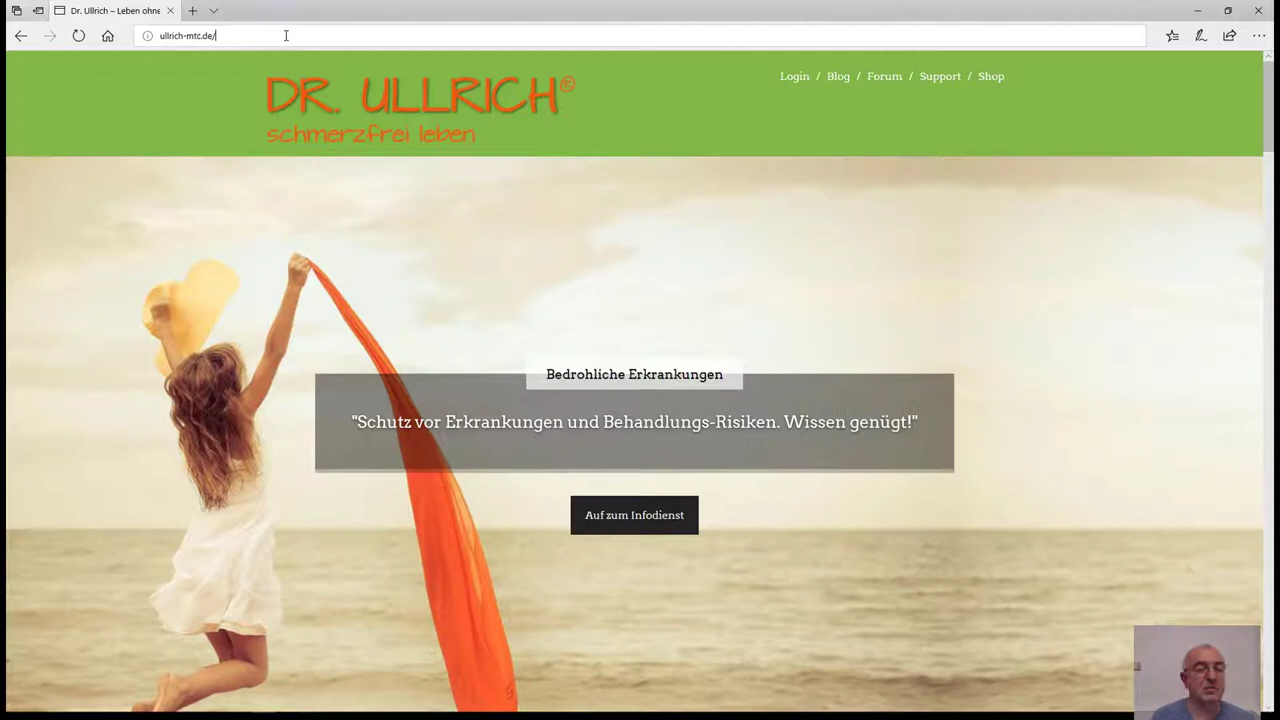 Dr. Ullrich – Leben ohne
ullrich-mtc.de/
DR. ULLRICH®
schmerzfrei leben
Login / Blog / Forum / Support / Shop
Bedrohliche Erkrankungen
"Schutz vor Erkrankungen und Behandlungs-Risiken. Wissen genügt!"
Auf zum Infodienst